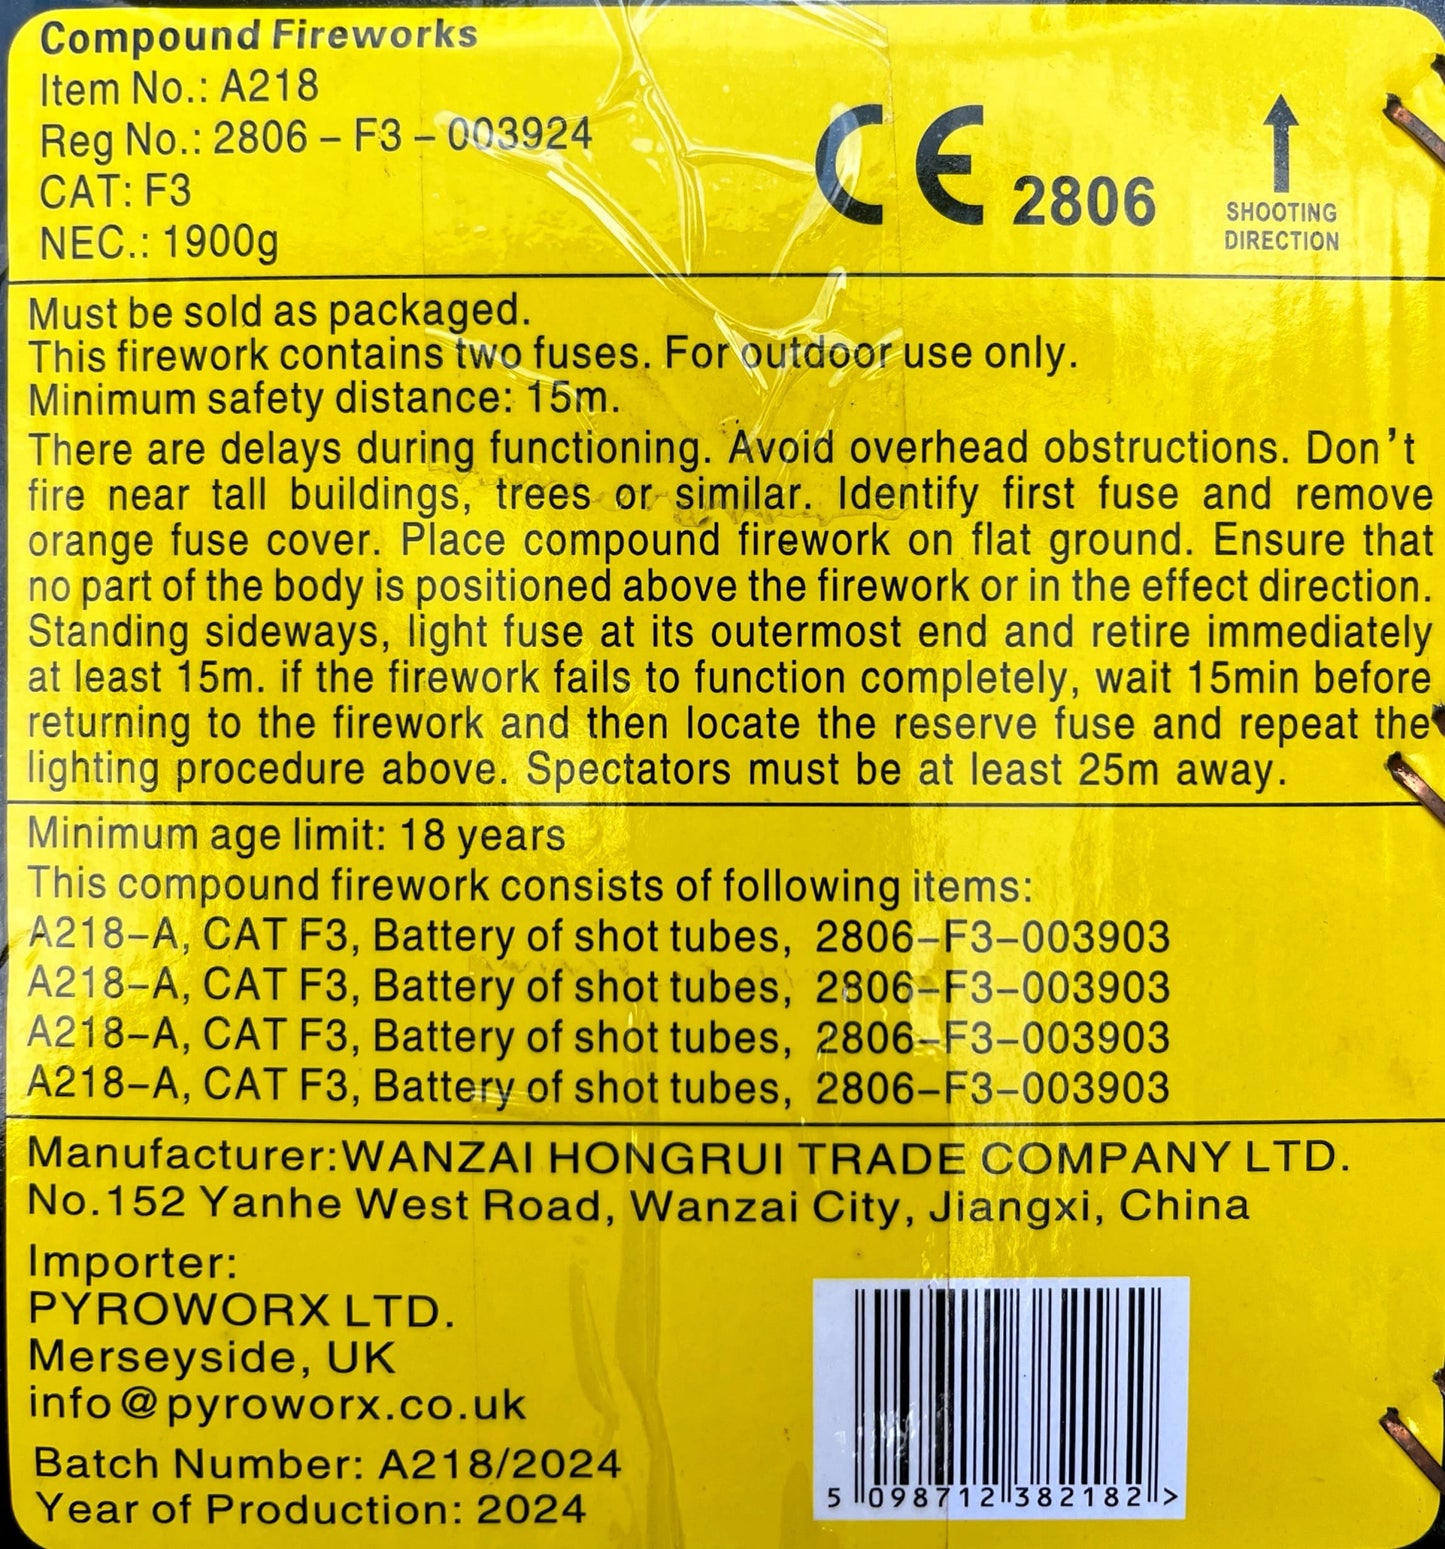 Compound Fireworks
Item No.: A218
Reg No.: 2806 – F3 – 003924
CAT: F3
NEC.: 1900g
CE 2806
SHOOTING
DIRECTION
Must be sold as packaged.
This firework contains two fuses. For outdoor use only.
Minimum safety distance: 15m.
There are delays during functioning. Avoid overhead obstructions. Don't
fire near tall buildings, trees or similar. Identify first fuse and remove
orange fuse cover. Place compound firework on flat ground. Ensure that
no part of the body is positioned above the firework or in the effect direction.
Standing sideways, light fuse at its outermost end and retire immediately
at least 15m. if the firework fails to function completely, wait 15min before
returning to the firework and then locate the reserve fuse and repeat the
lighting procedure above. Spectators must be at least 25m away.
Minimum age limit: 18 years
This compound firework consists of following items:
A218–A, CAT F3, Battery of shot tubes, 2806–F3–003903
A218–A, CAT F3, Battery of shot tubes, 2806–F3–003903
A218–A, CAT F3, Battery of shot tubes, 2806–F3–003903
A218–A, CAT F3, Battery of shot tubes, 2806–F3–003903
Manufacturer:WANZAI HONGRUI TRADE COMPANY LTD.
No.152 Yanhe West Road, Wanzai City, Jiangxi, China
Importer:
PYROWORX LTD.
Merseyside, UK
info@pyroworx.co.uk
Batch Number: A218/2024
Year of Production: 2024
5 098712 382182 >